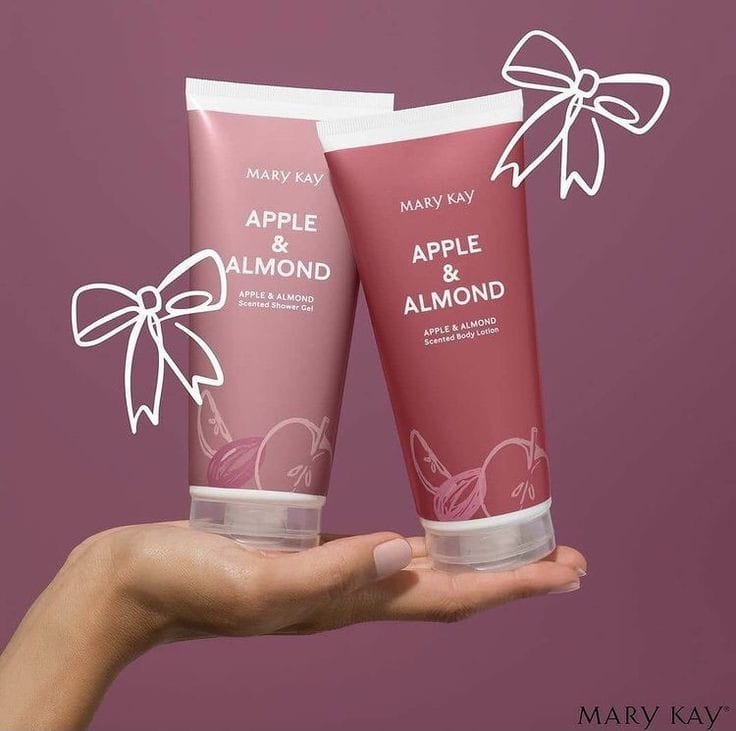 MARY KAY
APPLE
&
ALMOND
APPLE & ALMOND
Scented Shower Gel
MARY KAY
APPLE
&
ALMOND
APPLE & ALMOND
Scented Body Lotion
MARY KAY®